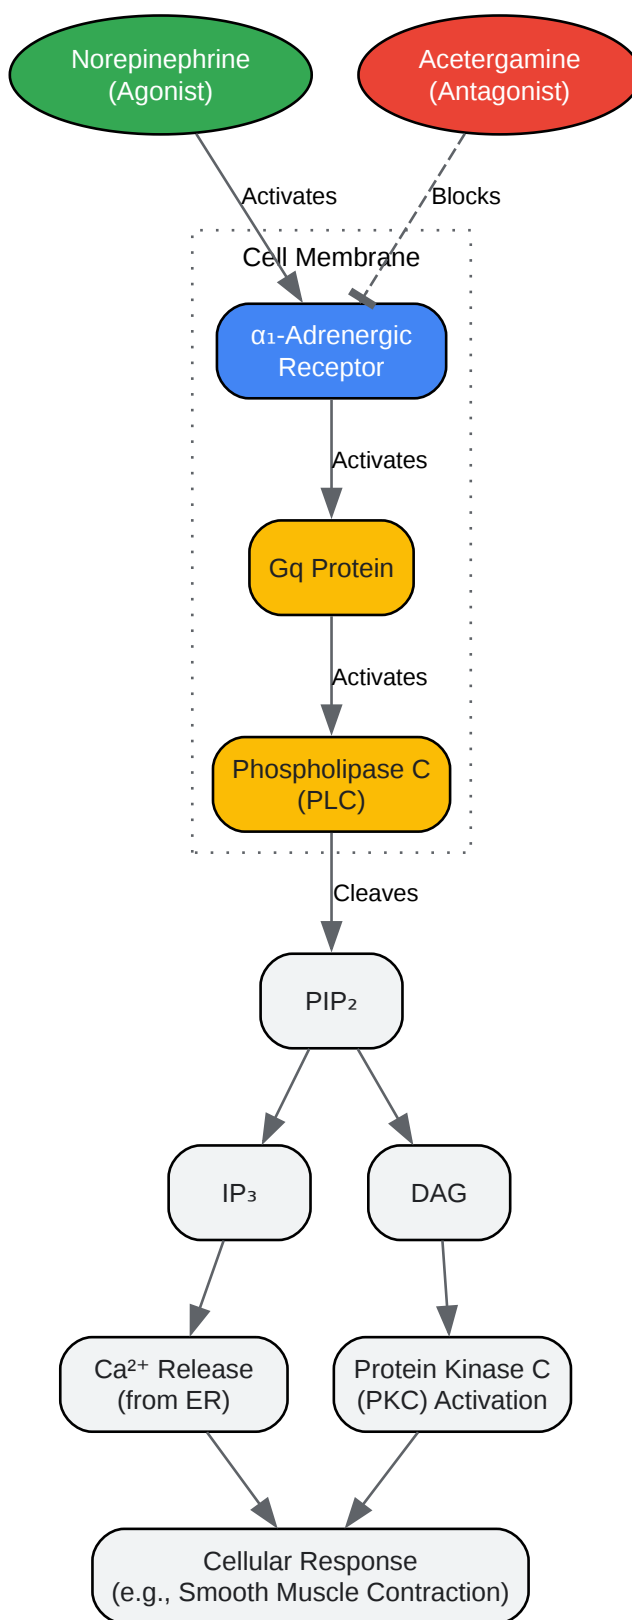 Norepinephrine
(Agonist)
Acetergamine
(Antagonist)
Activates
Blocks
Cell Membrane
α₁-Adrenergic
Receptor
Activates
Gq Protein
Activates
Phospholipase C
(PLC)
Cleaves
PIP₂
IP₃
DAG
Ca²⁺ Release
(from ER)
Protein Kinase C
(PKC) Activation
Cellular Response
(e.g., Smooth Muscle Contraction)